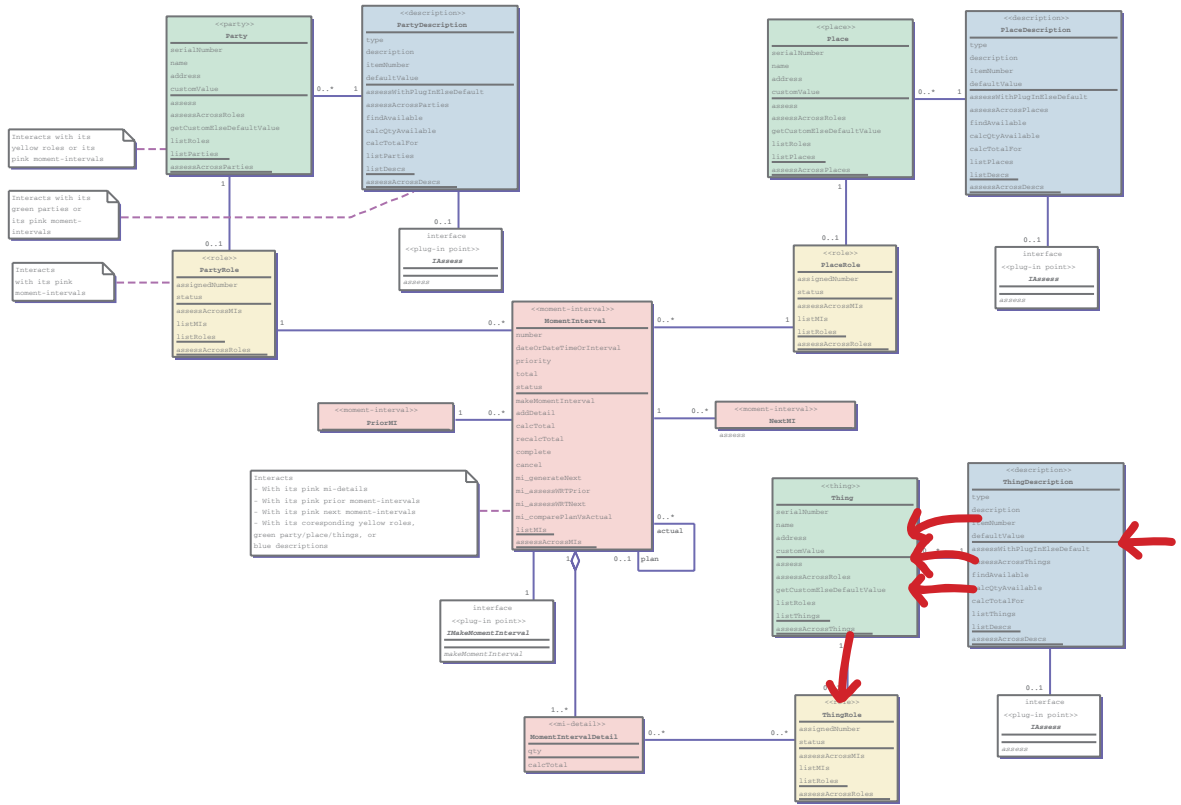 <<party>>
Party
serialNumber
name
address
customValue
assess
assessAcrossRoles
getCustomElseDefaultValue
listRoles
listParties
assessAcrossParties
0..*
1
<<description>>
PartyDescription
type
description
itemNumber
defaultValue
assessWithPlugInElseDefault
assessAcrossParties
findAvailable
calcQtyAvailable
calcTotalFor
listParties
listDescs
assessAcrossDescs
<<place>>
Place
serialNumber
name
address
customValue
assess
assessAcrossRoles
getCustomElseDefaultValue
listRoles
listPlaces
assessAcrossPlaces
0..*
1
<<description>>
PlaceDescription
type
description
itemNumber
defaultValue
assessWithPlugInElseDefault
assessAcrossPlaces
findAvailable
calcQtyAvailable
calcTotalFor
listPlaces
listDescs
assessAcrossDescs
Interacts with its
yellow roles or its
pink moment-intervals
Interacts with its
green parties or
its pink moment-
intervals
Interacts
with its pink
moment-intervals
1
0..1
0..1
interface
<<plug-in point>>
IAssess
assess
1
0..1
0..1
interface
<<plug-in point>>
IAssess
assess
<<role>>
PartyRole
assignedNumber
status
assessAcrossMIs
listMIs
listRoles
assessAcrossRoles
1
0..*
<<role>>
PlaceRole
assignedNumber
status
assessAcrossMIs
listMIs
listRoles
assessAcrossRoles
0..*
1
<<moment-interval>>
MomentInterval
number
dateOrDateTimeOrInterval
priority
total
status
makeMomentInterval
addDetail
calcTotal
recalcTotal
complete
cancel
mi_generateNext
mi_assessWRTPrior
mi_assessWRTNext
mi_comparePlanVsActual
listMIs
assessAcrossMIs
<<moment-interval>>
PriorMI
1
0..*
1
0..*
<<moment-interval>>
NextMI
assess
Interacts
- With its pink mi-details
- With its pink prior moment-intervals
- With its pink next moment-intervals
- With its coresponding yellow roles,
green party/place/things, or
blue descriptions
0..*
actual
0..1
plan
1
1
interface
<<plug-in point>>
IMakeMomentInterval
makeMomentInterval
1..*
<<mi-detail>>
MomentIntervalDetail
qty
calcTotal
0..*
0..*
<<thing>>
Thing
serialNumber
name
address
customValue
assess
assessAcrossRoles
getCustomElseDefaultValue
listRoles
listThings
assessAcrossThings
1
<<description>>
ThingDescription
type
description
itemNumber
defaultValue
assessWithPlugInElseDefault
assessAcrossThings
findAvailable
calcQtyAvailable
calcTotalFor
listThings
listDescs
assessAcrossDescs
1
ThingRole
assignedNumber
status
assessAcrossMIs
listMIs
listRoles
assessAcrossRoles
0..1
interface
<<plug-in point>>
IAssess
assess